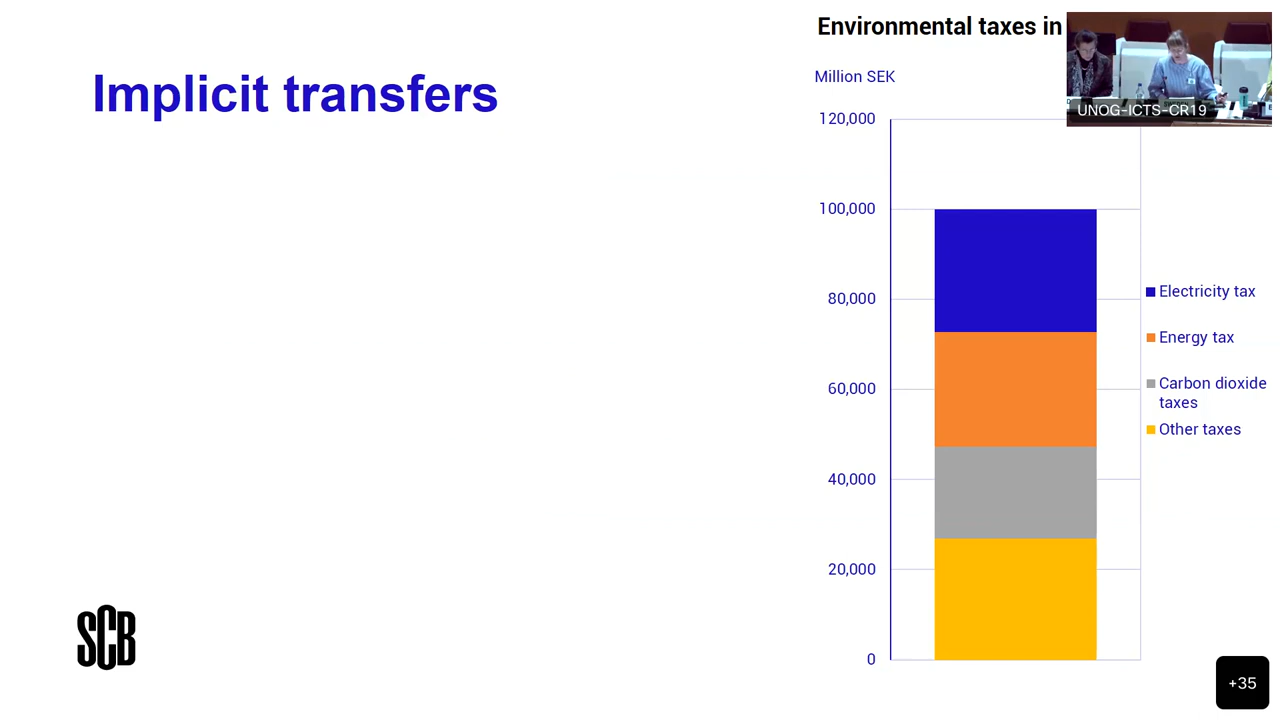 Environmental taxes in
Implicit transfers
Million SEK
UNOG-ICTS-CR19
120,000
100,000
80,000
60,000
40,000
20,000
0
Electricity tax
Energy tax
Carbon dioxide
taxes
Other taxes
SCB
+35